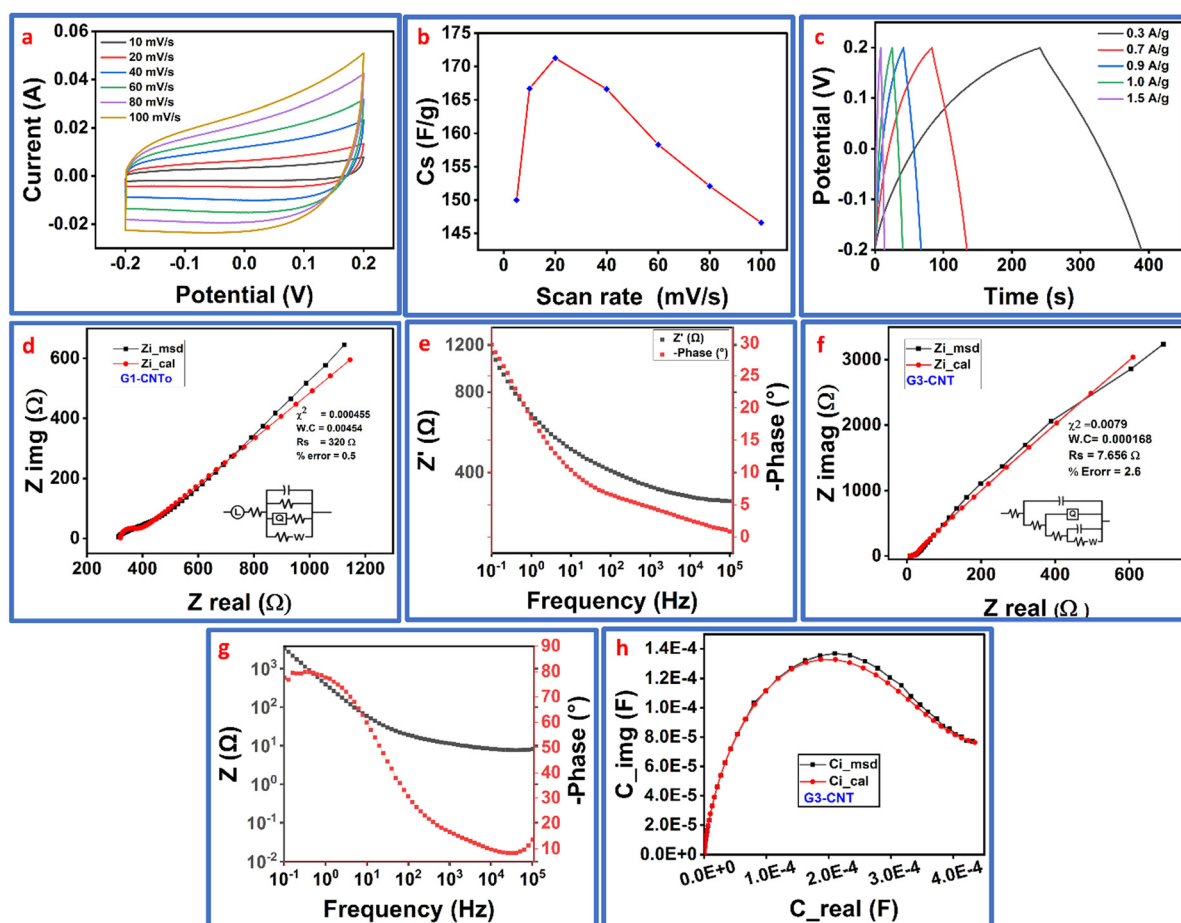 a
10 mV/s
20 mV/s
40 mV/s
60 mV/s
80 mV/s
100 mV/s
0.06
0.04
0.02
0.00
-0.02
-0.04
Current (A)
-0.2
-0.1
0.0
0.1
0.2
Potential (V)
b
175
170
165
160
155
150
145
Cs (F/g)
0
20
40
60
80
100
Scan rate (mV/s)
c
0.3 A/g
0.7 A/g
0.9 A/g
1.0 A/g
1.5 A/g
0.2
0.1
0.0
-0.1
-0.2
Potential (V)
0
100
200
300
400
Time (s)
d
Zi_msd
Zi_cal
G1-CNTo
χ² = 0.000455
W.C = 0.00454
Rs = 320 Ω
% error = 0.5
L
Q
W
600
400
200
0
Z img (Ω)
200
400
600
800
1000
1200
Z real (Ω)
e
Z' (Ω)
-Phase (°)
1200
800
400
Z' (Ω)
30
25
20
15
10
5
0
-Phase (°)
10⁻¹
10⁰
10¹
10²
10³
10⁴
10⁵
Frequency (Hz)
f
Zi_msd
Zi_cal
G3-CNT
χ2 =0.0079
W.C= 0.000168
Rs = 7.656 Ω
% Erorr = 2.6
Q
W
3000
2000
1000
0
Z imag (Ω)
0
200
400
600
Z real (Ω)
g
10³
10²
10¹
10⁰
10⁻¹
10⁻²
Z (Ω)
90
80
70
60
50
40
30
20
10
-Phase (°)
10⁻¹
10⁰
10¹
10²
10³
10⁴
10⁵
Frequency (Hz)
h
1.4E-4
1.2E-4
1.0E-4
8.0E-5
6.0E-5
4.0E-5
2.0E-5
0.0E+0
C_img (F)
Ci_msd
Ci_cal
G3-CNT
0.0E+0
1.0E-4
2.0E-4
3.0E-4
4.0E-4
C_real (F)